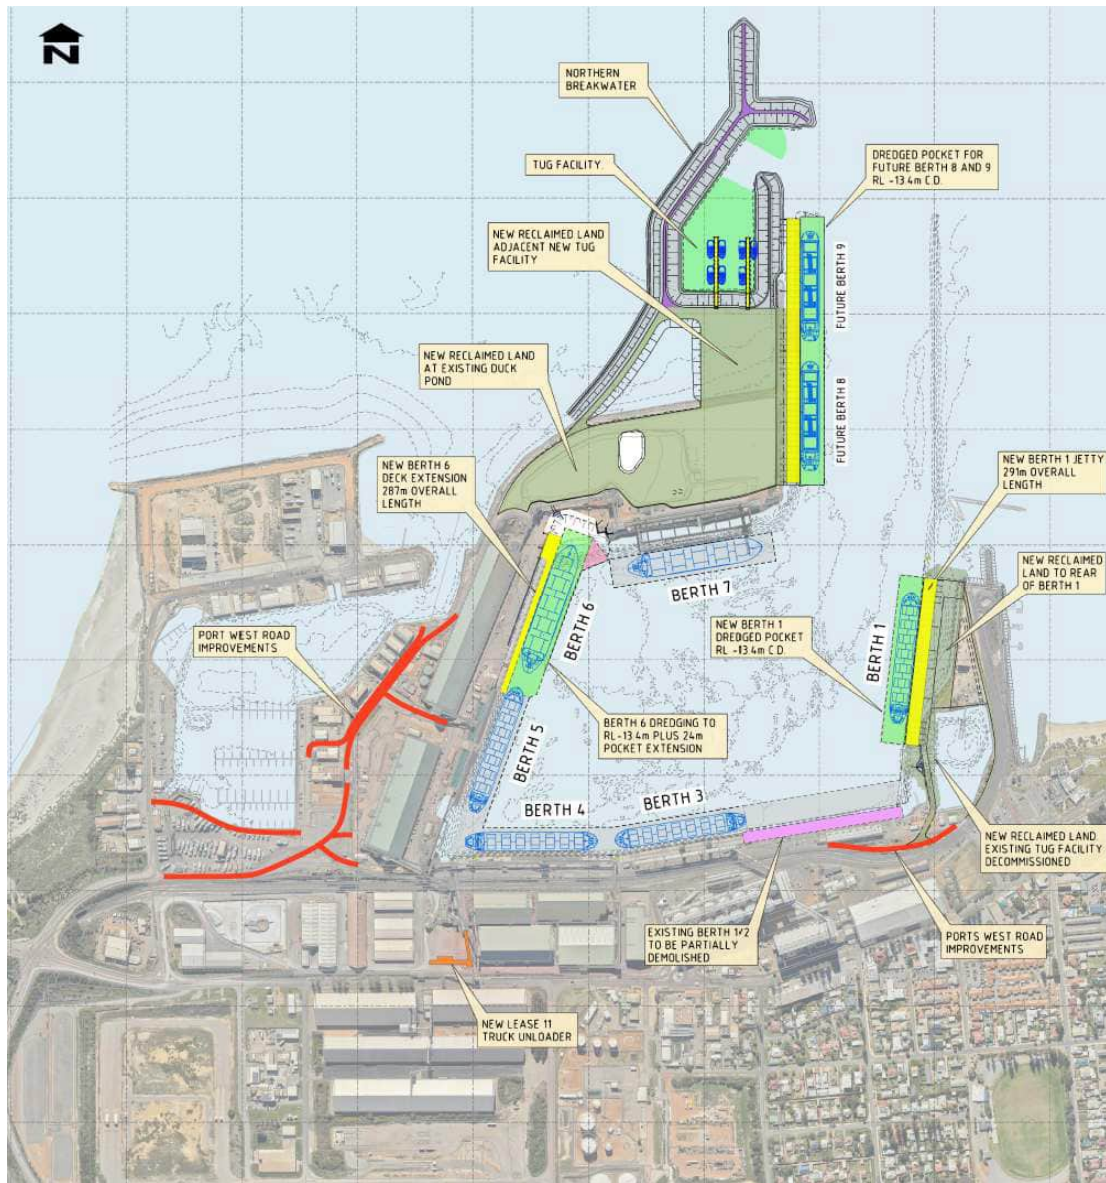 N
NORTHERN
BREAKWATER
TUG FACILITY.
DREDGED POCKET FOR
FUTURE BERTH 8 AND 9
RL -13.4m C.D.
NEW RECLAIMED LAND
ADJACENT NEW TUG
FACILITY
FUTURE BERTH 9
FUTURE BERTH 8
NEW RECLAIMED LAND
AT EXISTING DUCK
POND
NEW BERTH 6
DECK EXTENSION
287m OVERALL
LENGTH
NEW BERTH 1 JETTY
291m OVERALL
LENGTH
NEW RECLAIMED
LAND TO REAR
OF BERTH 1
BERTH 7
BERTH 6
NEW BERTH 1
DREDGED POCKET
RL -13.4m C.D.
BERTH 1
PORT WEST ROAD
IMPROVEMENTS
BERTH 6 DREDGING TO
RL-13.4m PLUS 24m
POCKET EXTENSION
BERTH 5
BERTH 4
BERTH 3
NEW RECLAIMED LAND
EXISTING TUG FACILITY
DECOMMISSIONED
EXISTING BERTH 1/2
TO BE PARTIALLY
DEMOLISHED
PORTS WEST ROAD
IMPROVEMENTS
NEW LEASE 11
TRUCK UNLOADER